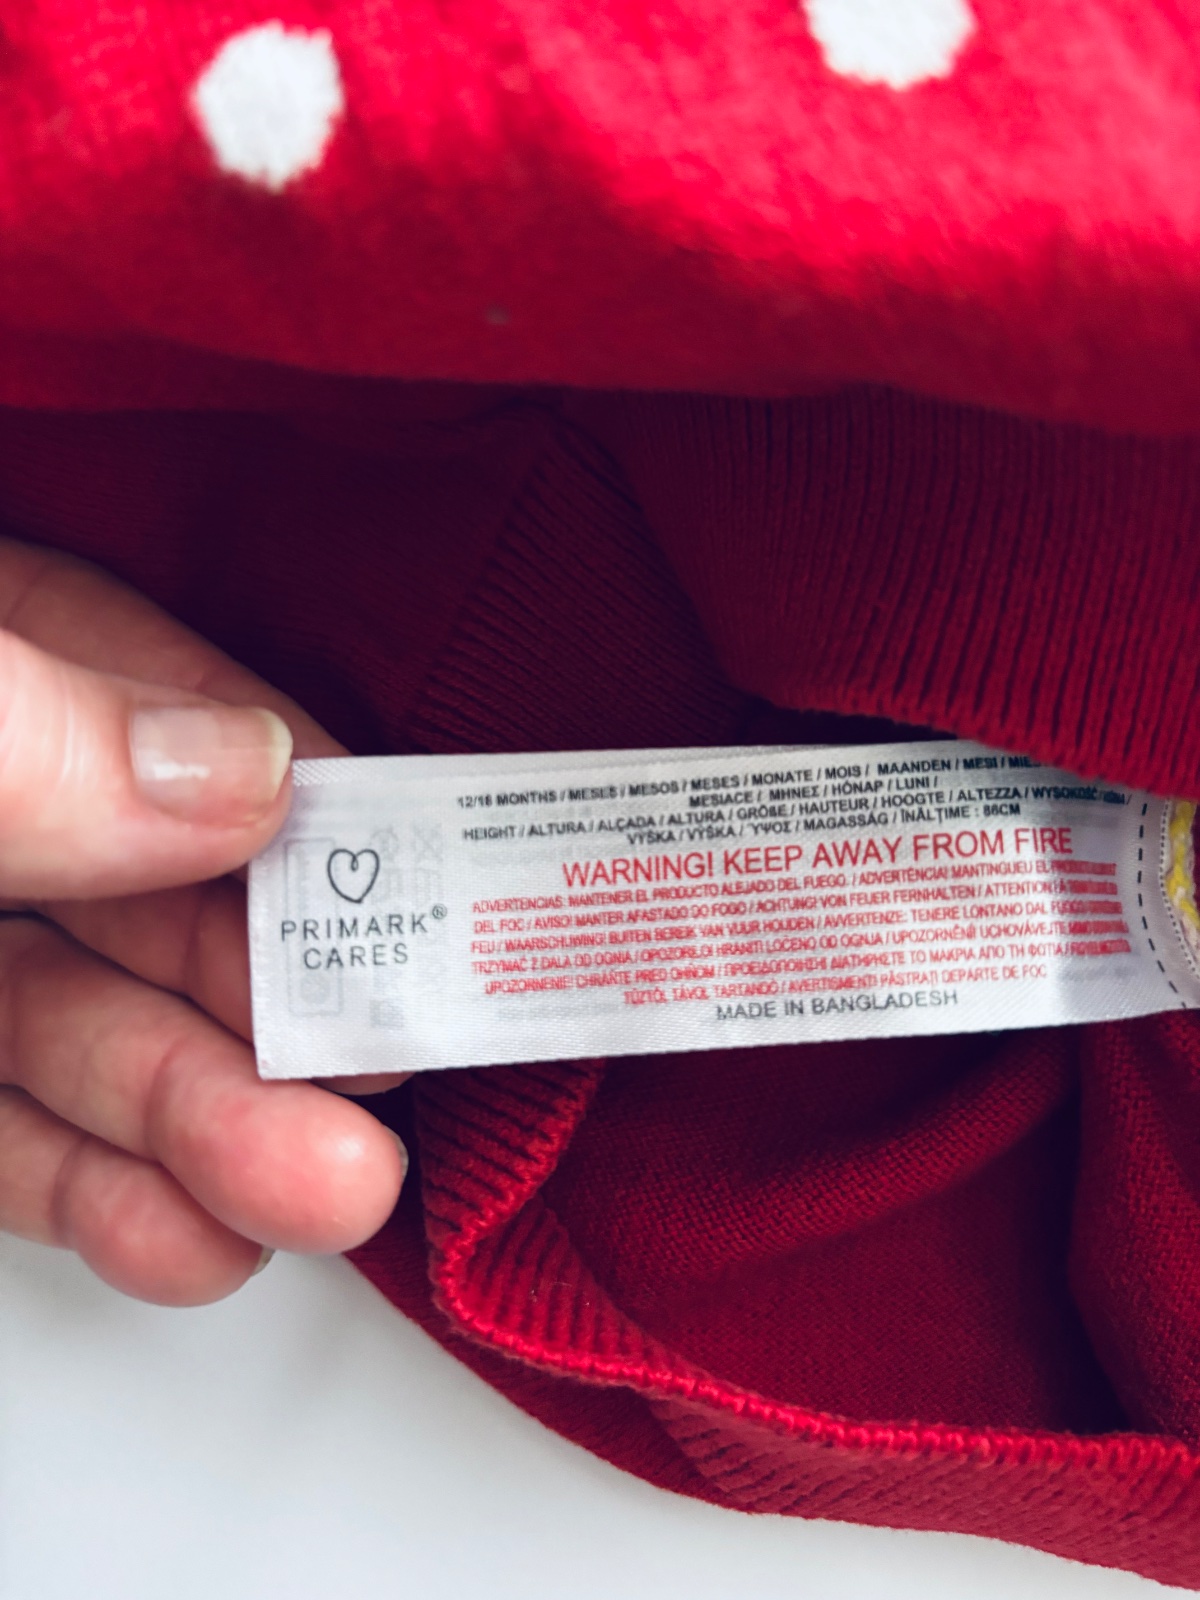 PRIMARK®
CARES
12/18 MONTHS / MESES / MESOS / MESES / MONATE / MOIS / MAANDEN / MESI /
MESIACE / ΜΗΝΕΣ / HÓNAP / LUNI /
HEIGHT / ALTURA / ALÇADA / ALTURA / GRÖßE / HAUTEUR / HOOGTE / ALTEZZA / WYSOKOŚĆ /
VÝŠKA / VÝŠKA / ΎΨΟΣ / MAGASSÁG / ÎNĂLŢIME : 86CM
WARNING! KEEP AWAY FROM FIRE
ADVERTENCIAS: MANTENER EL PRODUCTO ALEJADO DEL FUEGO. / ADVERTÈNCIA! MANTINGUEU EL PRODUCTE
DEL FOC / AVISO! MANTER AFASTADO DO FOGO / ACHTUNG! VON FEUER FERNHALTEN / ATTENTION!
FEU / WAARSCHUWING! BUITEN BEREIK VAN VUUR HOUDEN / AVVERTENZE: TENERE LONTANO DAL FUOCO
TRZYMAĆ Z DALA OD OGNIA / OPOZORILO! HRANITI LOČENO OD OGNJA / UPOZORNĚNÍ! UCHOVÁVEJTE MIMO
UPOZORNENIE! CHRÁŇTE PRED OHŇOM / ΠΡΟΕΙΔΟΠΟΙΗΣΗ! ΔΙΑΤΗΡΗΣΤΕ ΤΟ ΜΑΚΡΙΑ ΑΠΟ ΤΗ ΦΩΤΙΑ /
TŰZTŐL TÁVOL TARTANDÓ / AVERTISMENT! PĂSTRAȚI DEPARTE DE FOC
MADE IN BANGLADESH